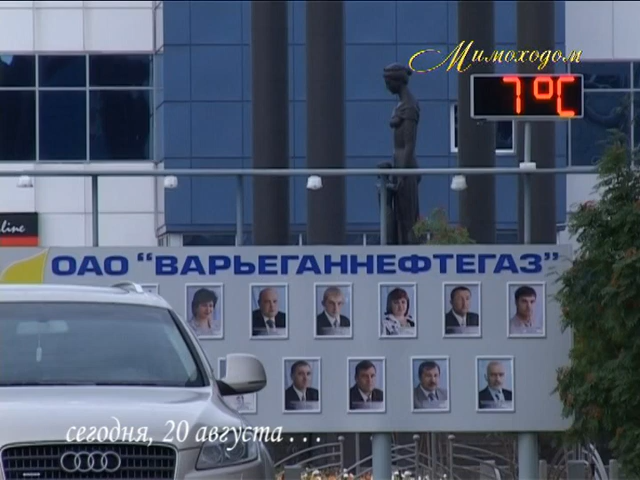 Мимоходом
7°C
line
ОАО "ВАРЬЕГАННЕФТЕГАЗ"
сегодня, 20 августа...